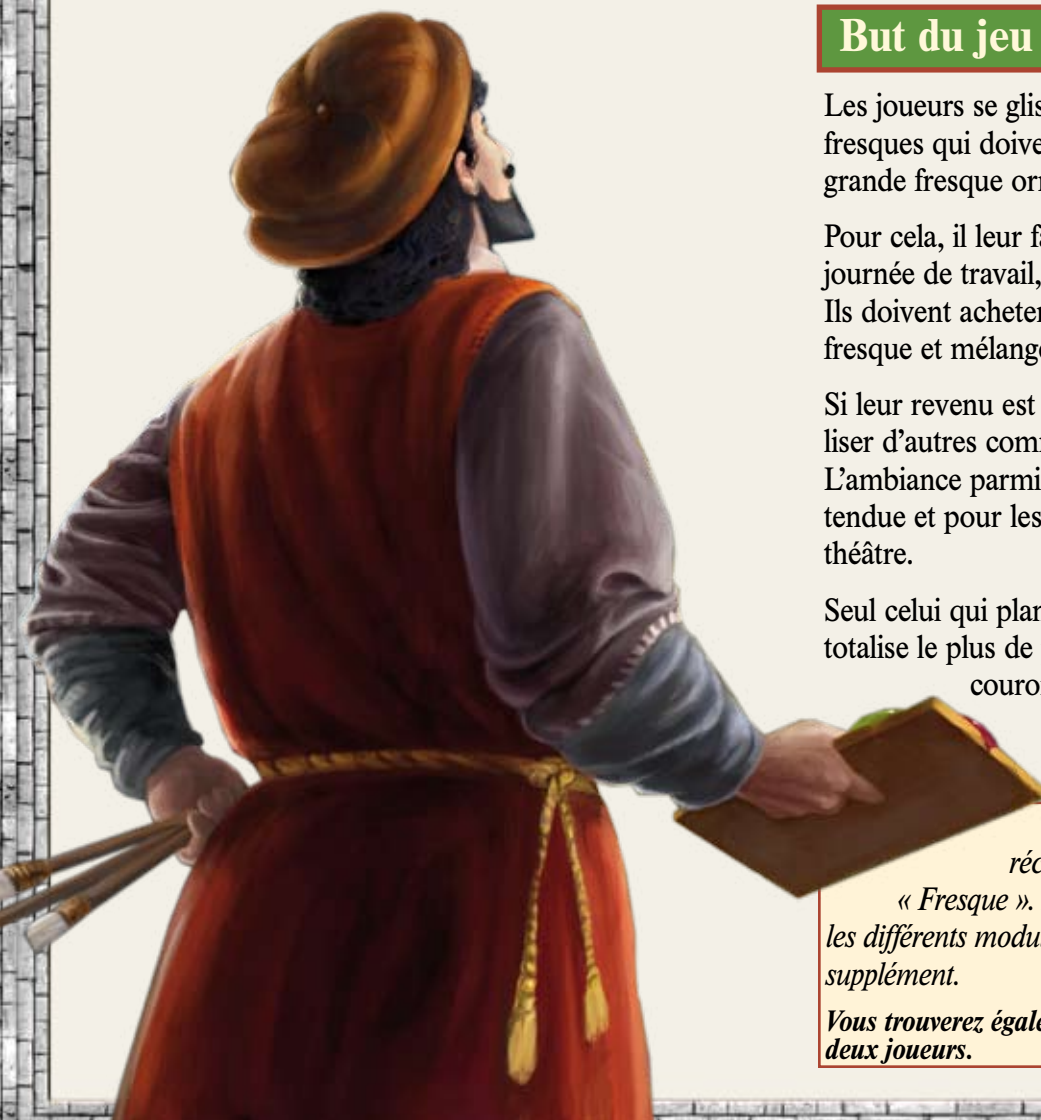 But du jeu
Les joueurs se glis
fresques qui doive
grande fresque orn
Pour cela, il leur fa
journée de travail,
Ils doivent acheter
fresque et mélange
Si leur revenu est
liser d'autres comm
L'ambiance parmi
tendue et pour les
théâtre.
Seul celui qui plan
totalise le plus de
couron
réc
« Fresque ».
les différents modu
supplément.
Vous trouverez égale
deux joueurs.